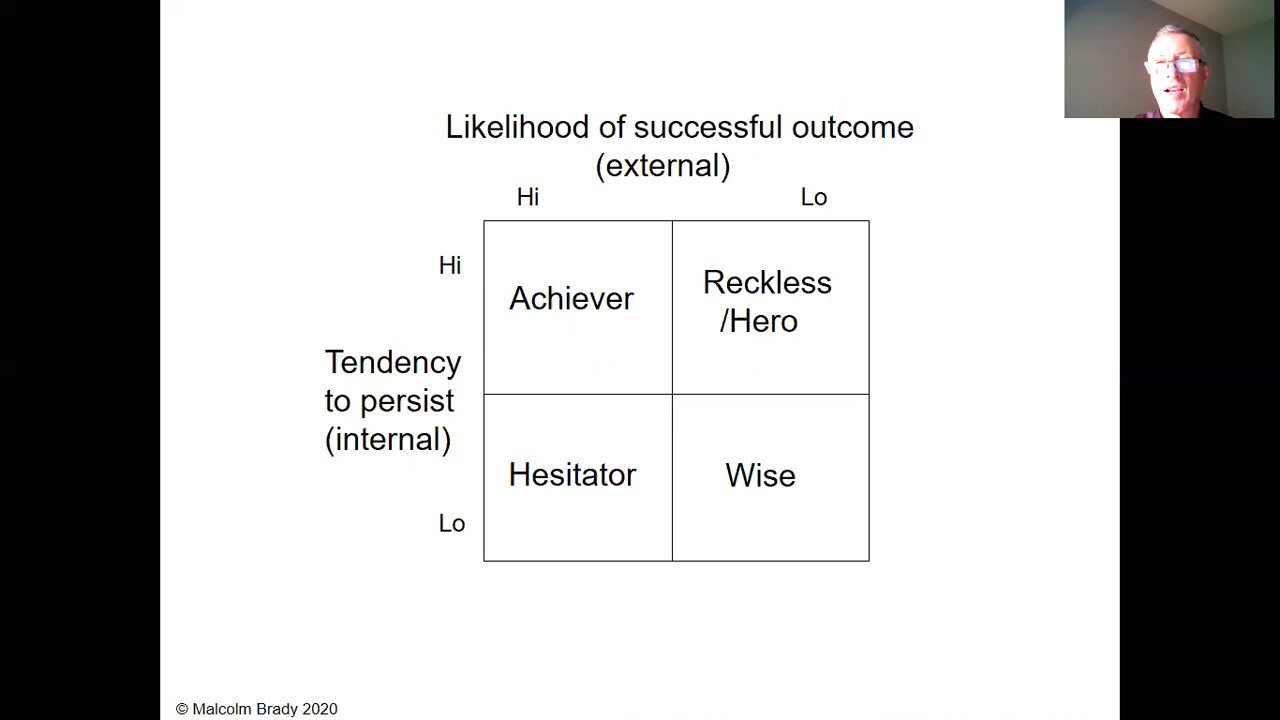 Likelihood of successful outcome
(external)
Hi
Lo
Hi
Achiever
Reckless
/Hero
Tendency
to persist
(internal)
Hesitator
Wise
Lo
© Malcolm Brady 2020